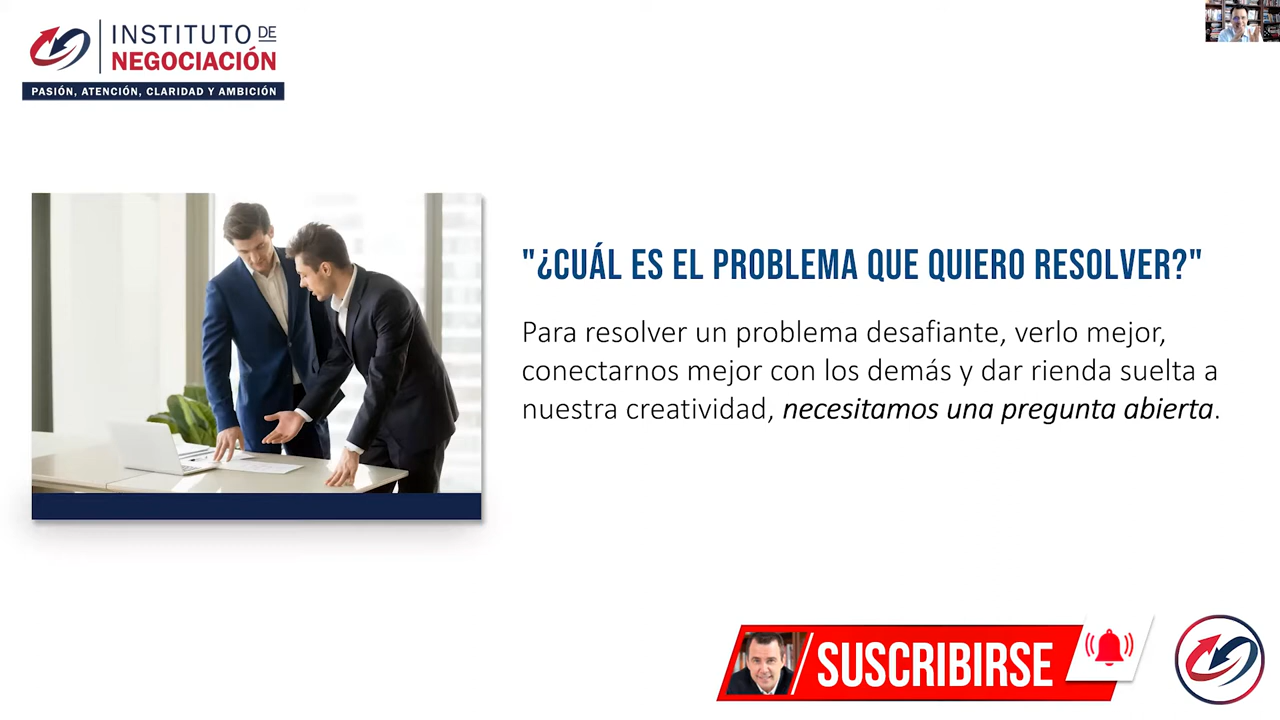 INSTITUTO DE
NEGOCIACIÓN
PASIÓN, ATENCIÓN, CLARIDAD Y AMBICIÓN
"¿CUÁL ES EL PROBLEMA QUE QUIERO RESOLVER?"
Para resolver un problema desafiante, verlo mejor,
conectarnos mejor con los demás y dar rienda suelta a
nuestra creatividad, necesitamos una pregunta abierta.
SUSCRIBIRSE